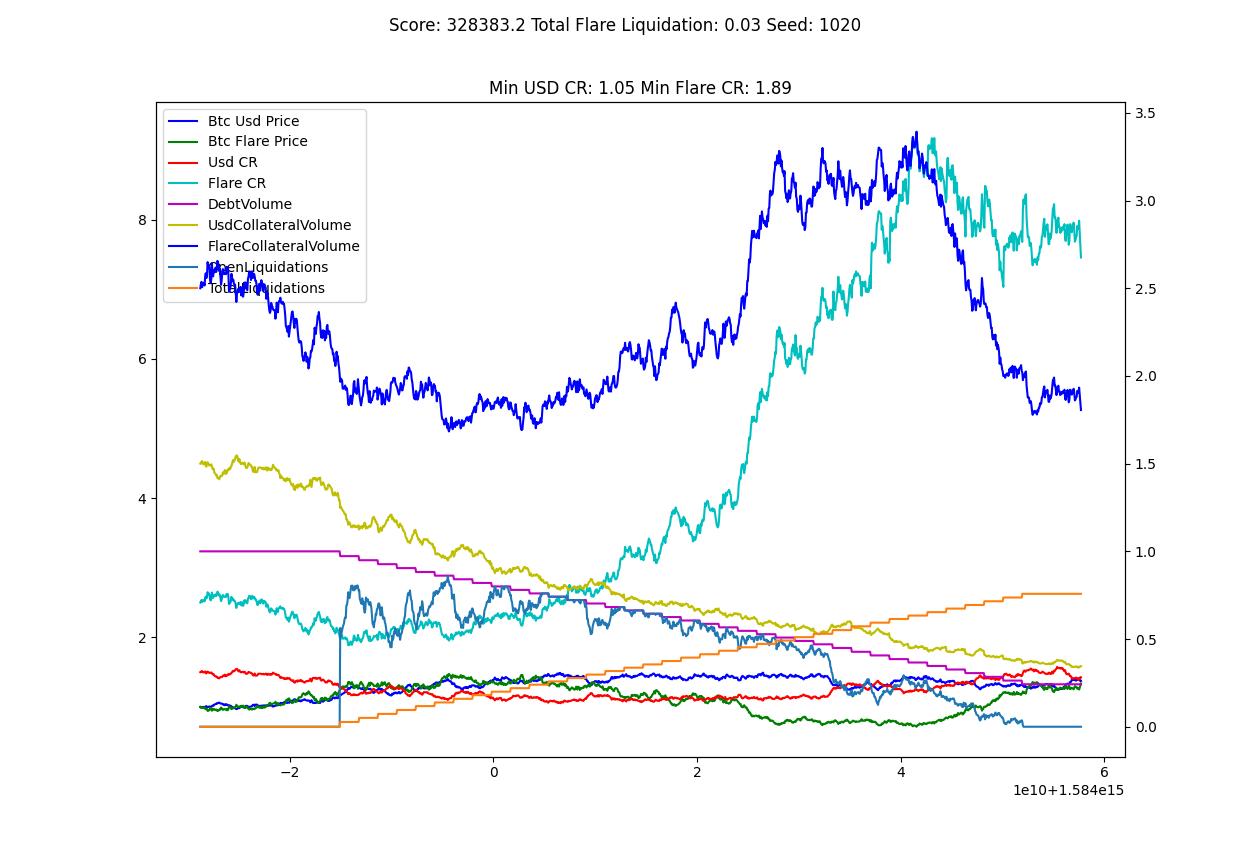 Score: 328383.2 Total Flare Liquidation: 0.03 Seed: 1020
Min USD CR: 1.05 Min Flare CR: 1.89
Btc Usd Price
Btc Flare Price
Usd CR
Flare CR
DebtVolume
UsdCollateralVolume
FlareCollateralVolume
OpenLiquidations
TotalLiquidations
8
6
4
2
3.5
3.0
2.5
2.0
1.5
1.0
0.5
0.0
−2 0 2 4 6
1e10+1.584e15